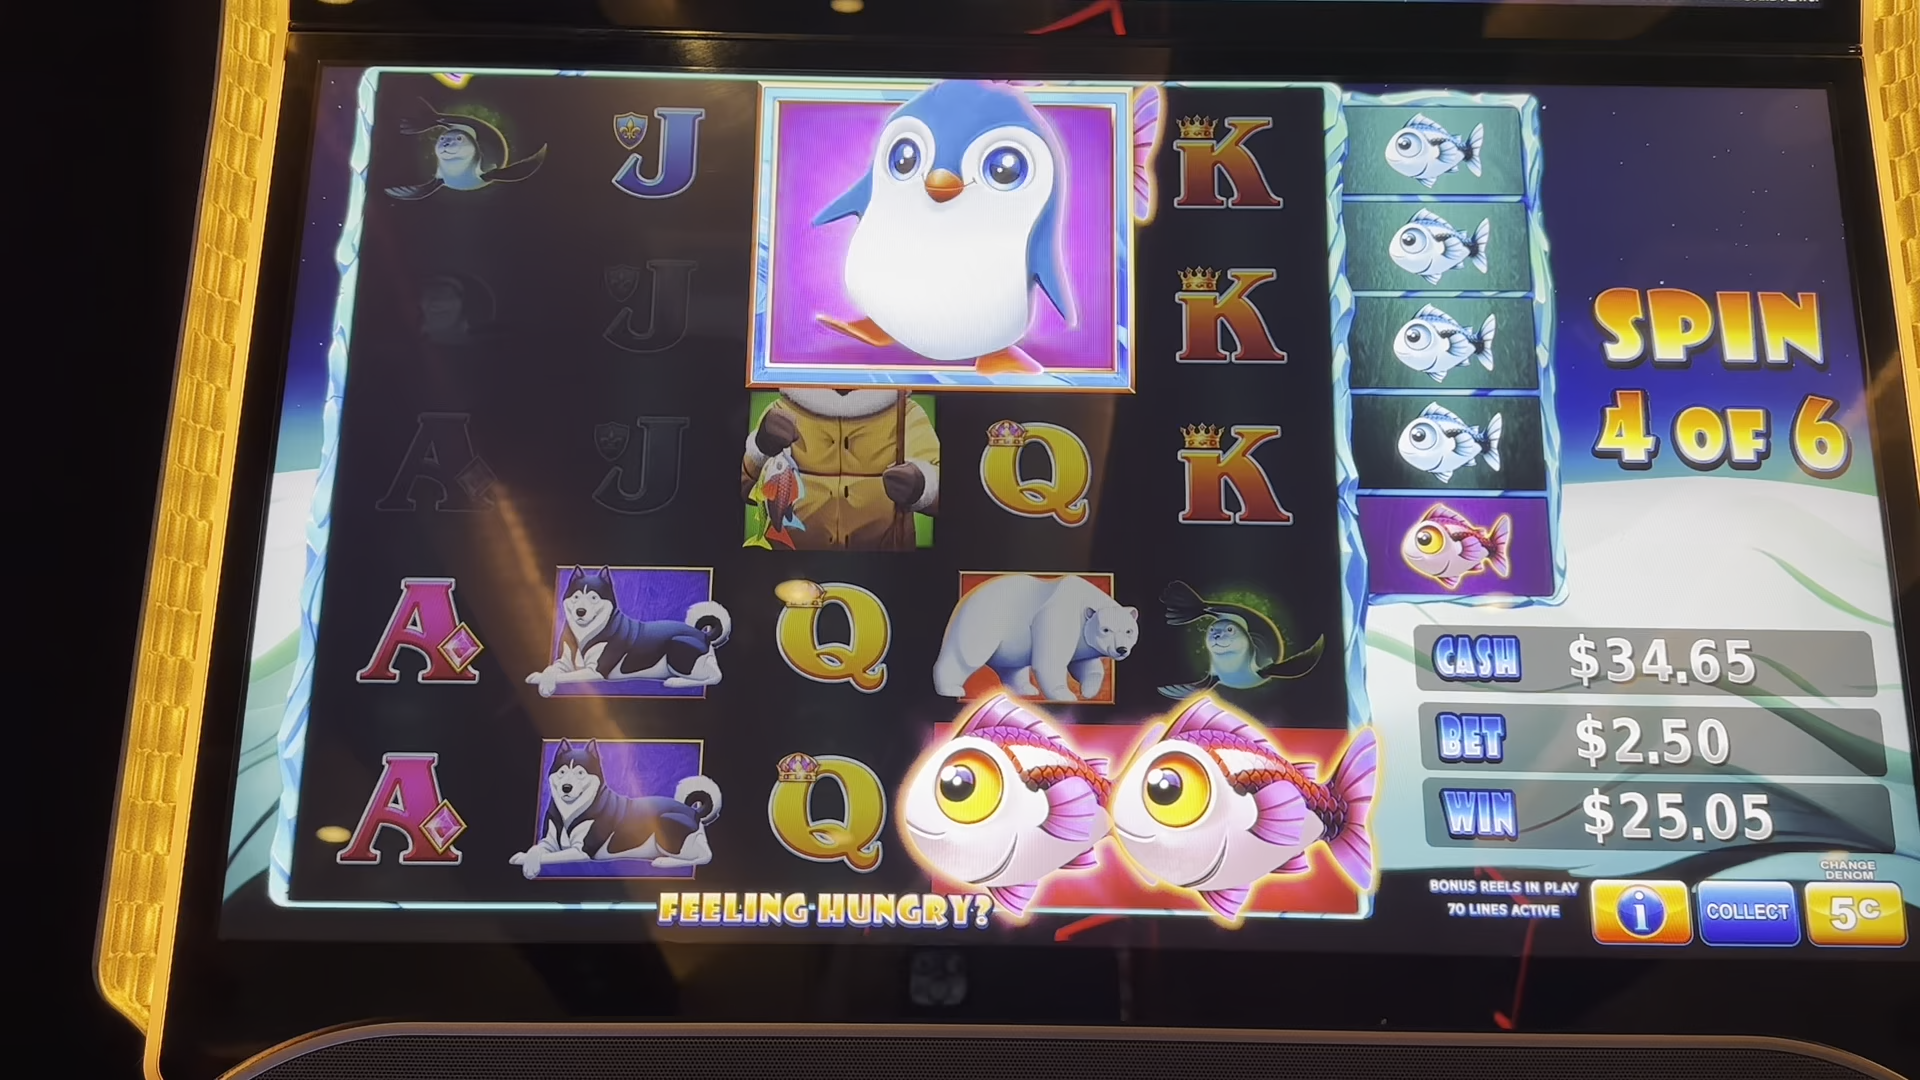 J
K
J
K
J
A
Q
K
A
Q
A
Q
SPIN
4 OF 6
CASH $34.65
BET $2.50
WIN $25.05
FEELING HUNGRY?
BONUS REELS IN PLAY
70 LINES ACTIVE
i
COLLECT
CHANGE
DENOM
5¢